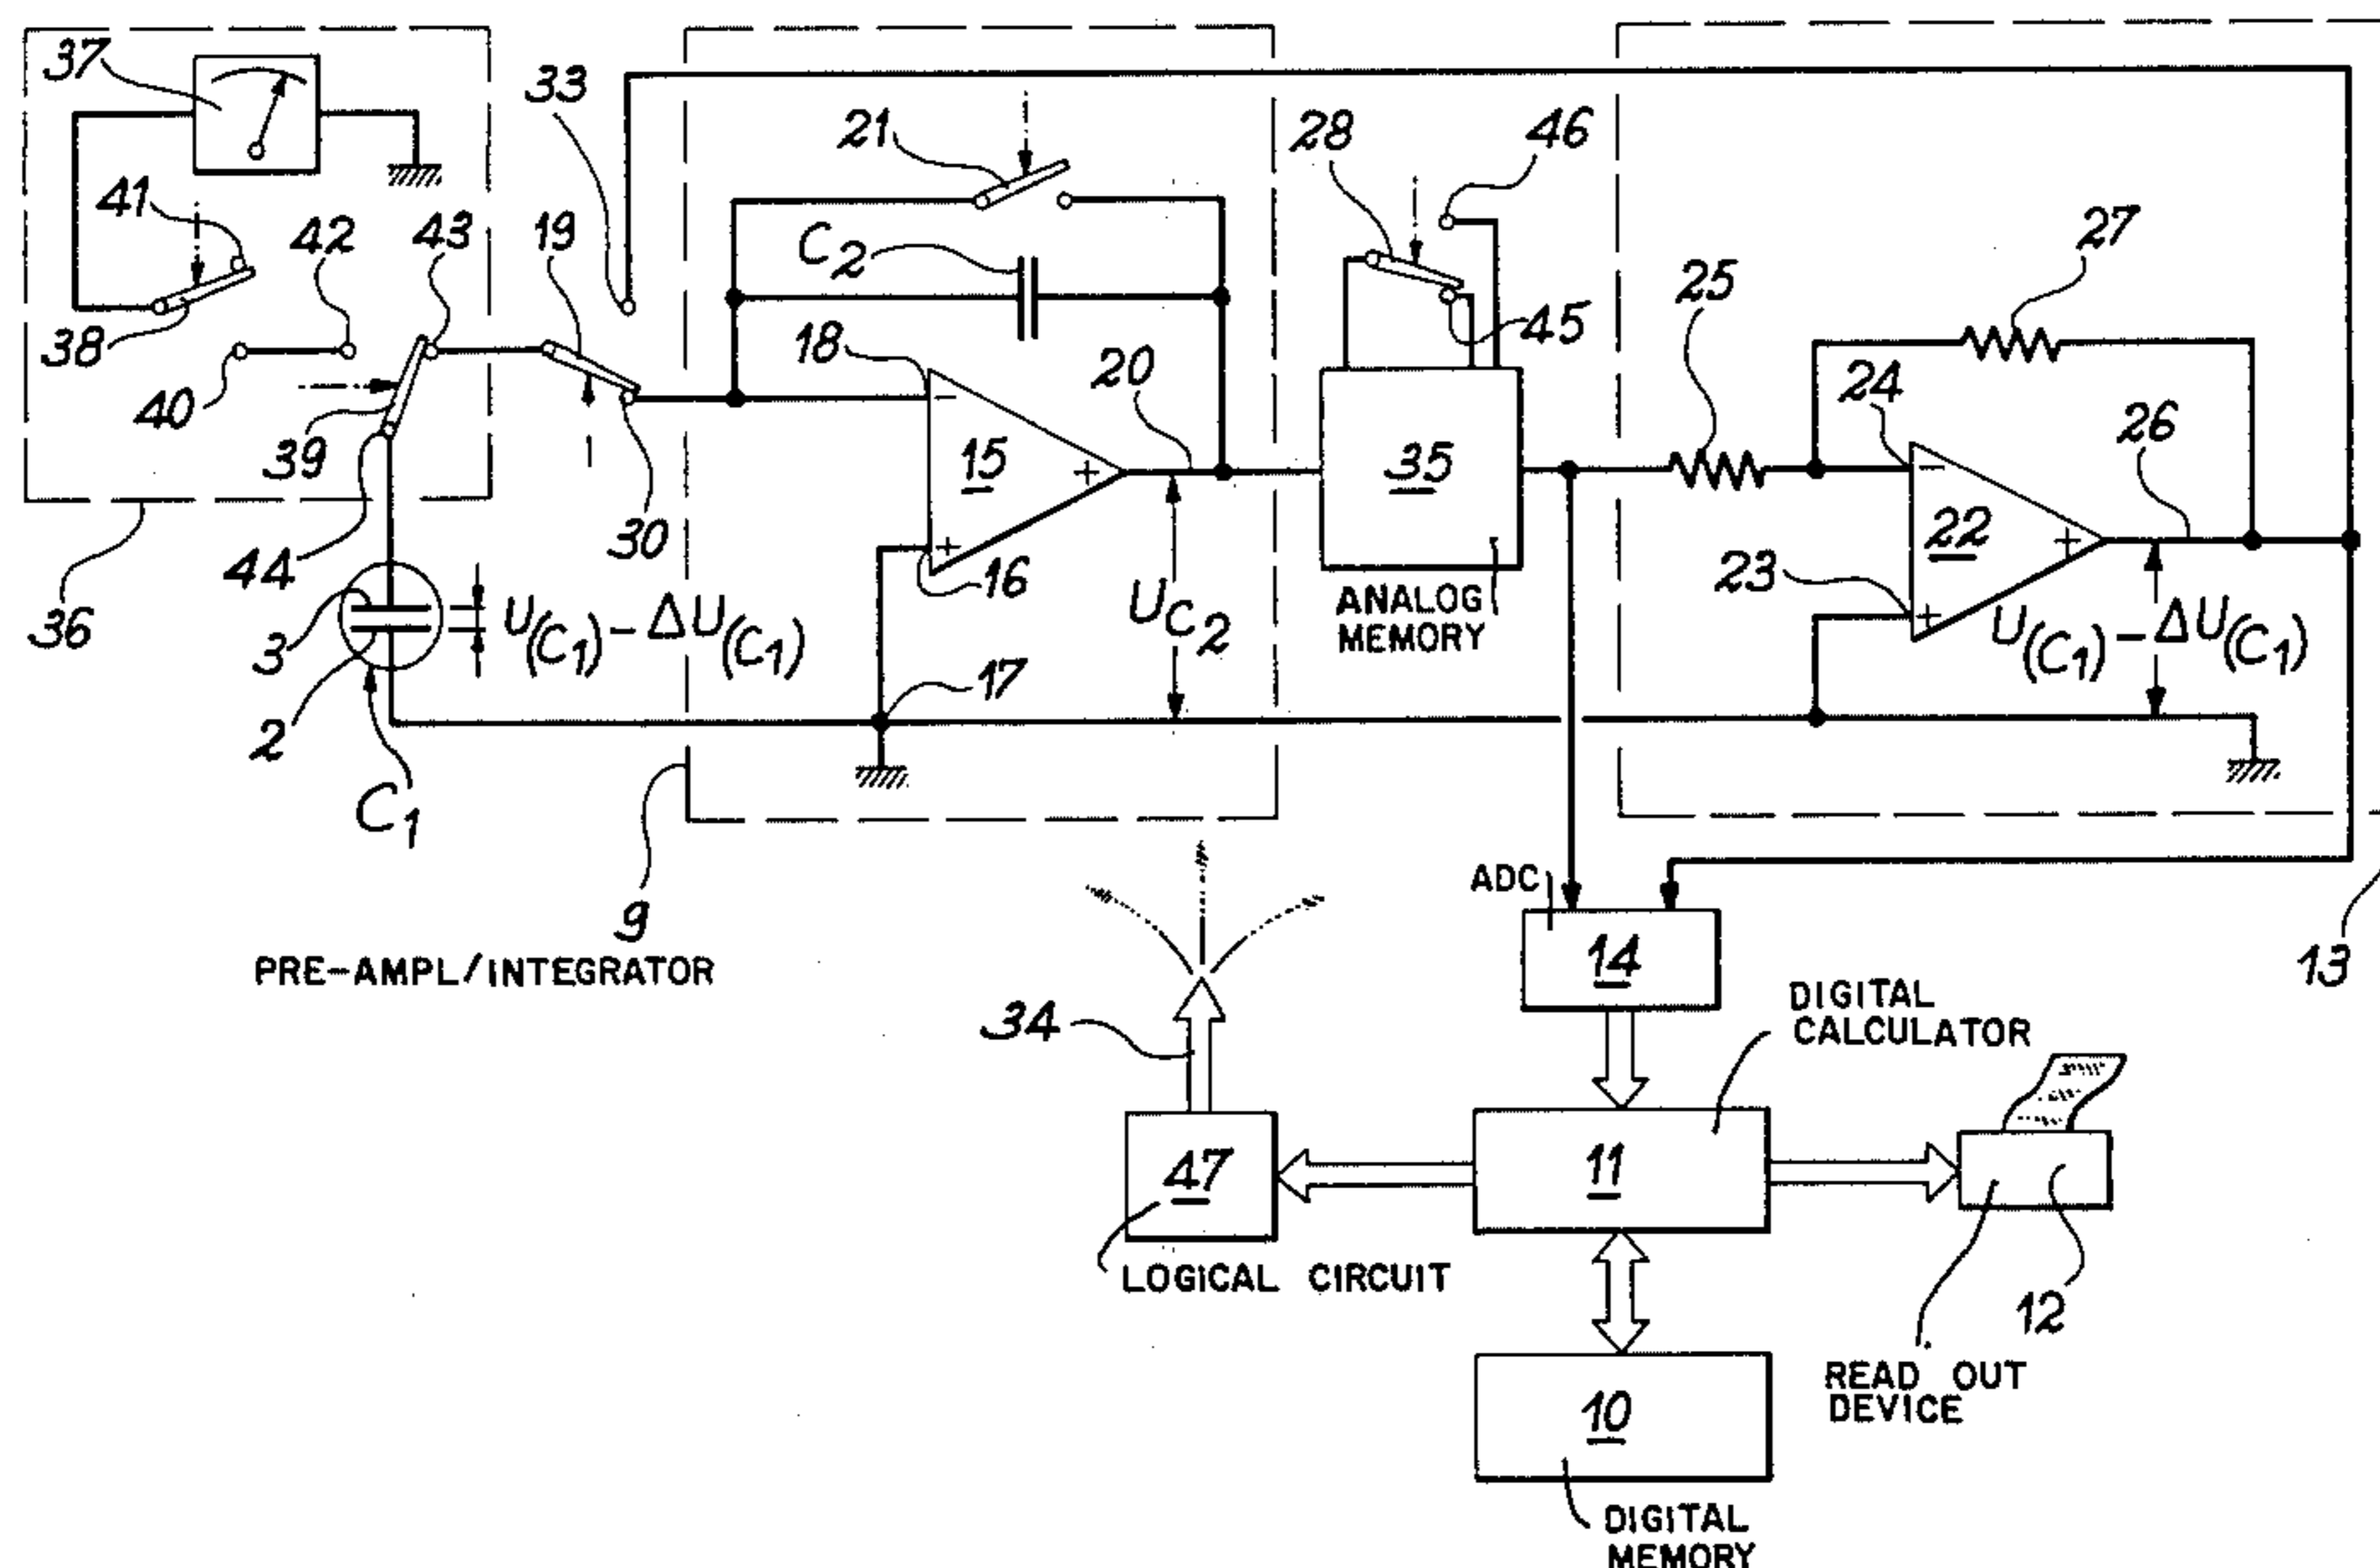 37
33
21
28
46
41
42
43
19
C2
27
25
38
18
45
40
20
24
26
39
15
35
22
30
16
23
44
36
3
U(C1) – ΔU(C1)
UC2
ANALOG
MEMORY
U(C1) – ΔU(C1)
17
2
C1
9
ADC
14
13
PRE-AMPL/INTEGRATOR
34
DIGITAL
CALCULATOR
47
11
LOGICAL CIRCUIT
12
READ OUT
DEVICE
10
DIGITAL
MEMORY